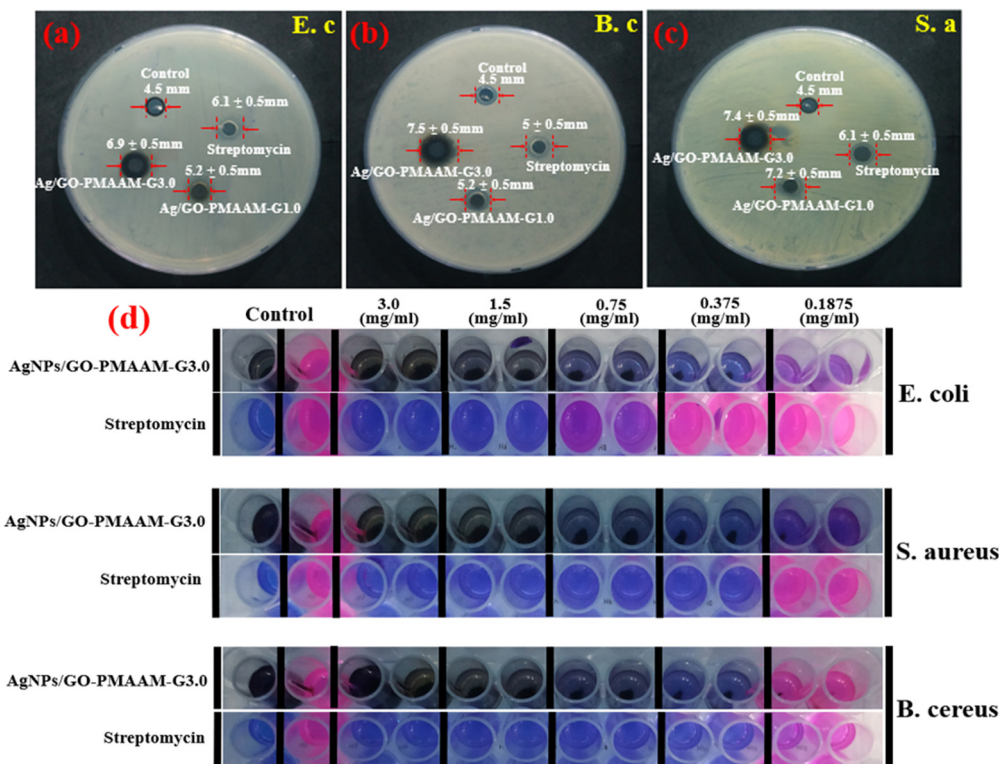 (a)
E. c
Control
4.5 mm
6.1 ± 0.5mm
Streptomycin
6.9 ± 0.5mm
Ag/GO-PMAAM-G3.0
5.2 ± 0.5mm
Ag/GO-PMAAM-G1.0
(b)
B. c
Control
4.5 mm
7.5 ± 0.5mm
5 ± 0.5mm
Streptomycin
Ag/GO-PMAAM-G3.0
5.2 ± 0.5mm
Ag/GO-PMAAM-G1.0
(c)
S. a
Control
4.5 mm
7.4 ± 0.5mm
6.1 ± 0.5mm
Ag/GO-PMAAM-G3.0
Streptomycin
7.2 ± 0.5mm
Ag/GO-PMAAM-G1.0
(d)
Control
3.0
(mg/ml)
1.5
(mg/ml)
0.75
(mg/ml)
0.375
(mg/ml)
0.1875
(mg/ml)
AgNPs/GO-PMAAM-G3.0
Streptomycin
E. coli
AgNPs/GO-PMAAM-G3.0
Streptomycin
S. aureus
AgNPs/GO-PMAAM-G3.0
Streptomycin
B. cereus